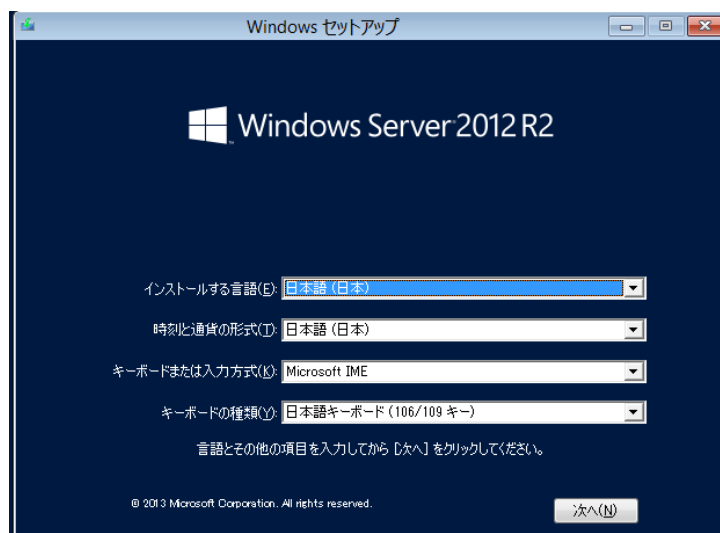 Windows セットアップ
Windows Server 2012 R2
インストールする言語(E): 日本語 (日本)
時刻と通貨の形式(T): 日本語 (日本)
キーボードまたは入力方式(K): Microsoft IME
キーボードの種類(Y): 日本語キーボード (106/109 キー)
言語とその他の項目を入力してから [次へ] をクリックしてください。
© 2013 Microsoft Corporation. All rights reserved.
次へ(N)